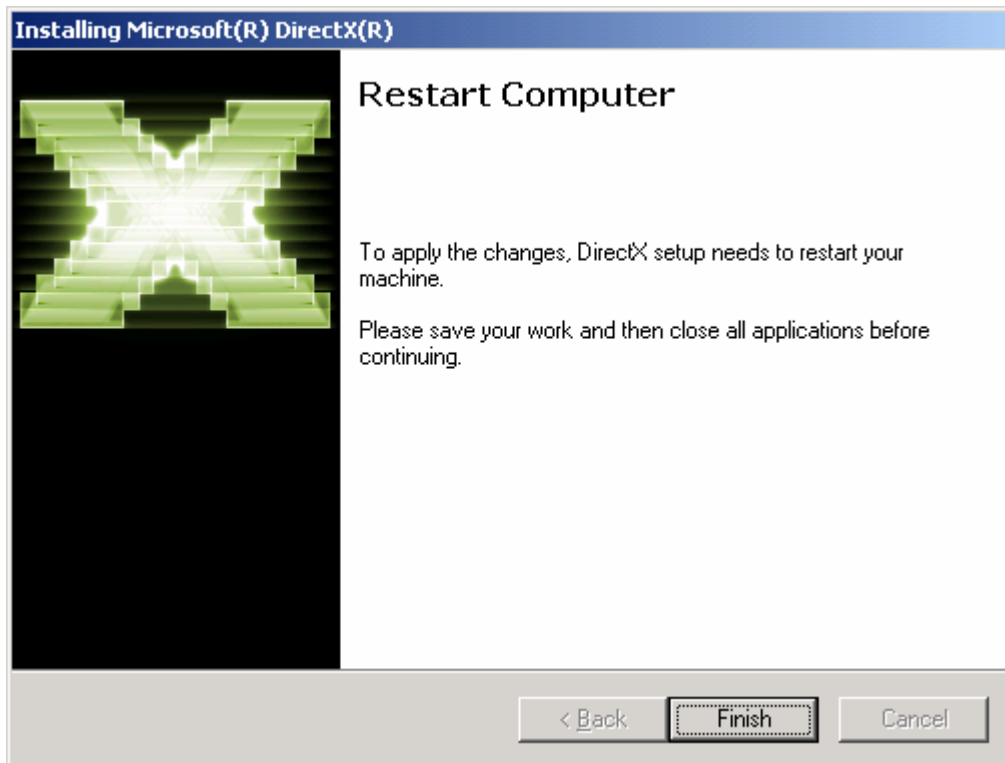 Installing Microsoft(R) DirectX(R)
Restart Computer
To apply the changes, DirectX setup needs to restart your
machine.
Please save your work and then close all applications before
continuing.
< Back
Finish
Cancel